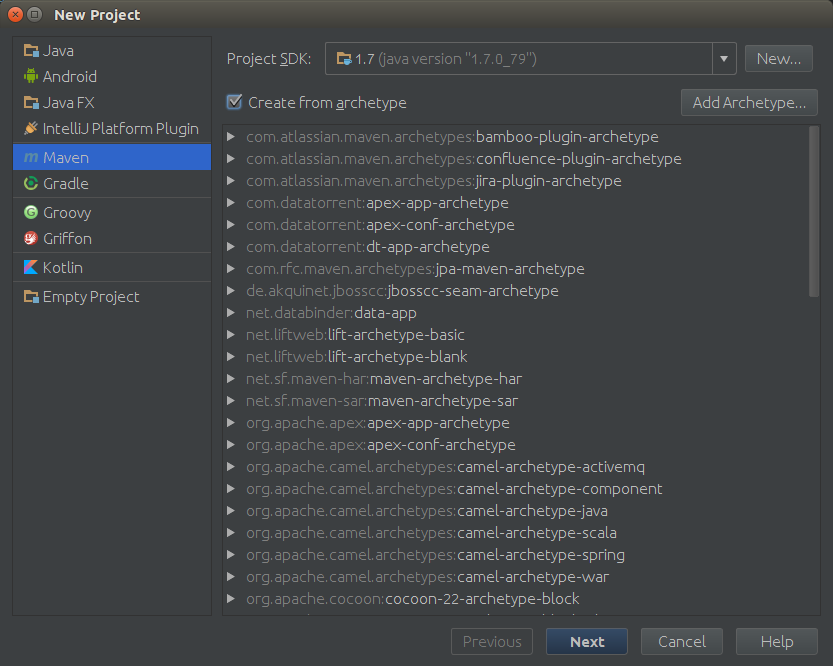 New Project
Java
Android
Java FX
IntelliJ Platform Plugin
Maven
Gradle
Groovy
Griffon
Kotlin
Empty Project
Project SDK: 1.7 (java version "1.7.0_79") New...
Create from archetype Add Archetype...
com.atlassian.maven.archetypes:bamboo-plugin-archetype
com.atlassian.maven.archetypes:confluence-plugin-archetype
com.atlassian.maven.archetypes:jira-plugin-archetype
com.datatorrent:apex-app-archetype
com.datatorrent:apex-conf-archetype
com.datatorrent:dt-app-archetype
com.rfc.maven.archetypes:jpa-maven-archetype
de.akquinet.jbosscc:jbosscc-seam-archetype
net.databinder:data-app
net.liftweb:lift-archetype-basic
net.liftweb:lift-archetype-blank
net.sf.maven-har:maven-archetype-har
net.sf.maven-sar:maven-archetype-sar
org.apache.apex:apex-app-archetype
org.apache.apex:apex-conf-archetype
org.apache.camel.archetypes:camel-archetype-activemq
org.apache.camel.archetypes:camel-archetype-component
org.apache.camel.archetypes:camel-archetype-java
org.apache.camel.archetypes:camel-archetype-scala
org.apache.camel.archetypes:camel-archetype-spring
org.apache.camel.archetypes:camel-archetype-war
org.apache.cocoon:cocoon-22-archetype-block
Previous Next Cancel Help